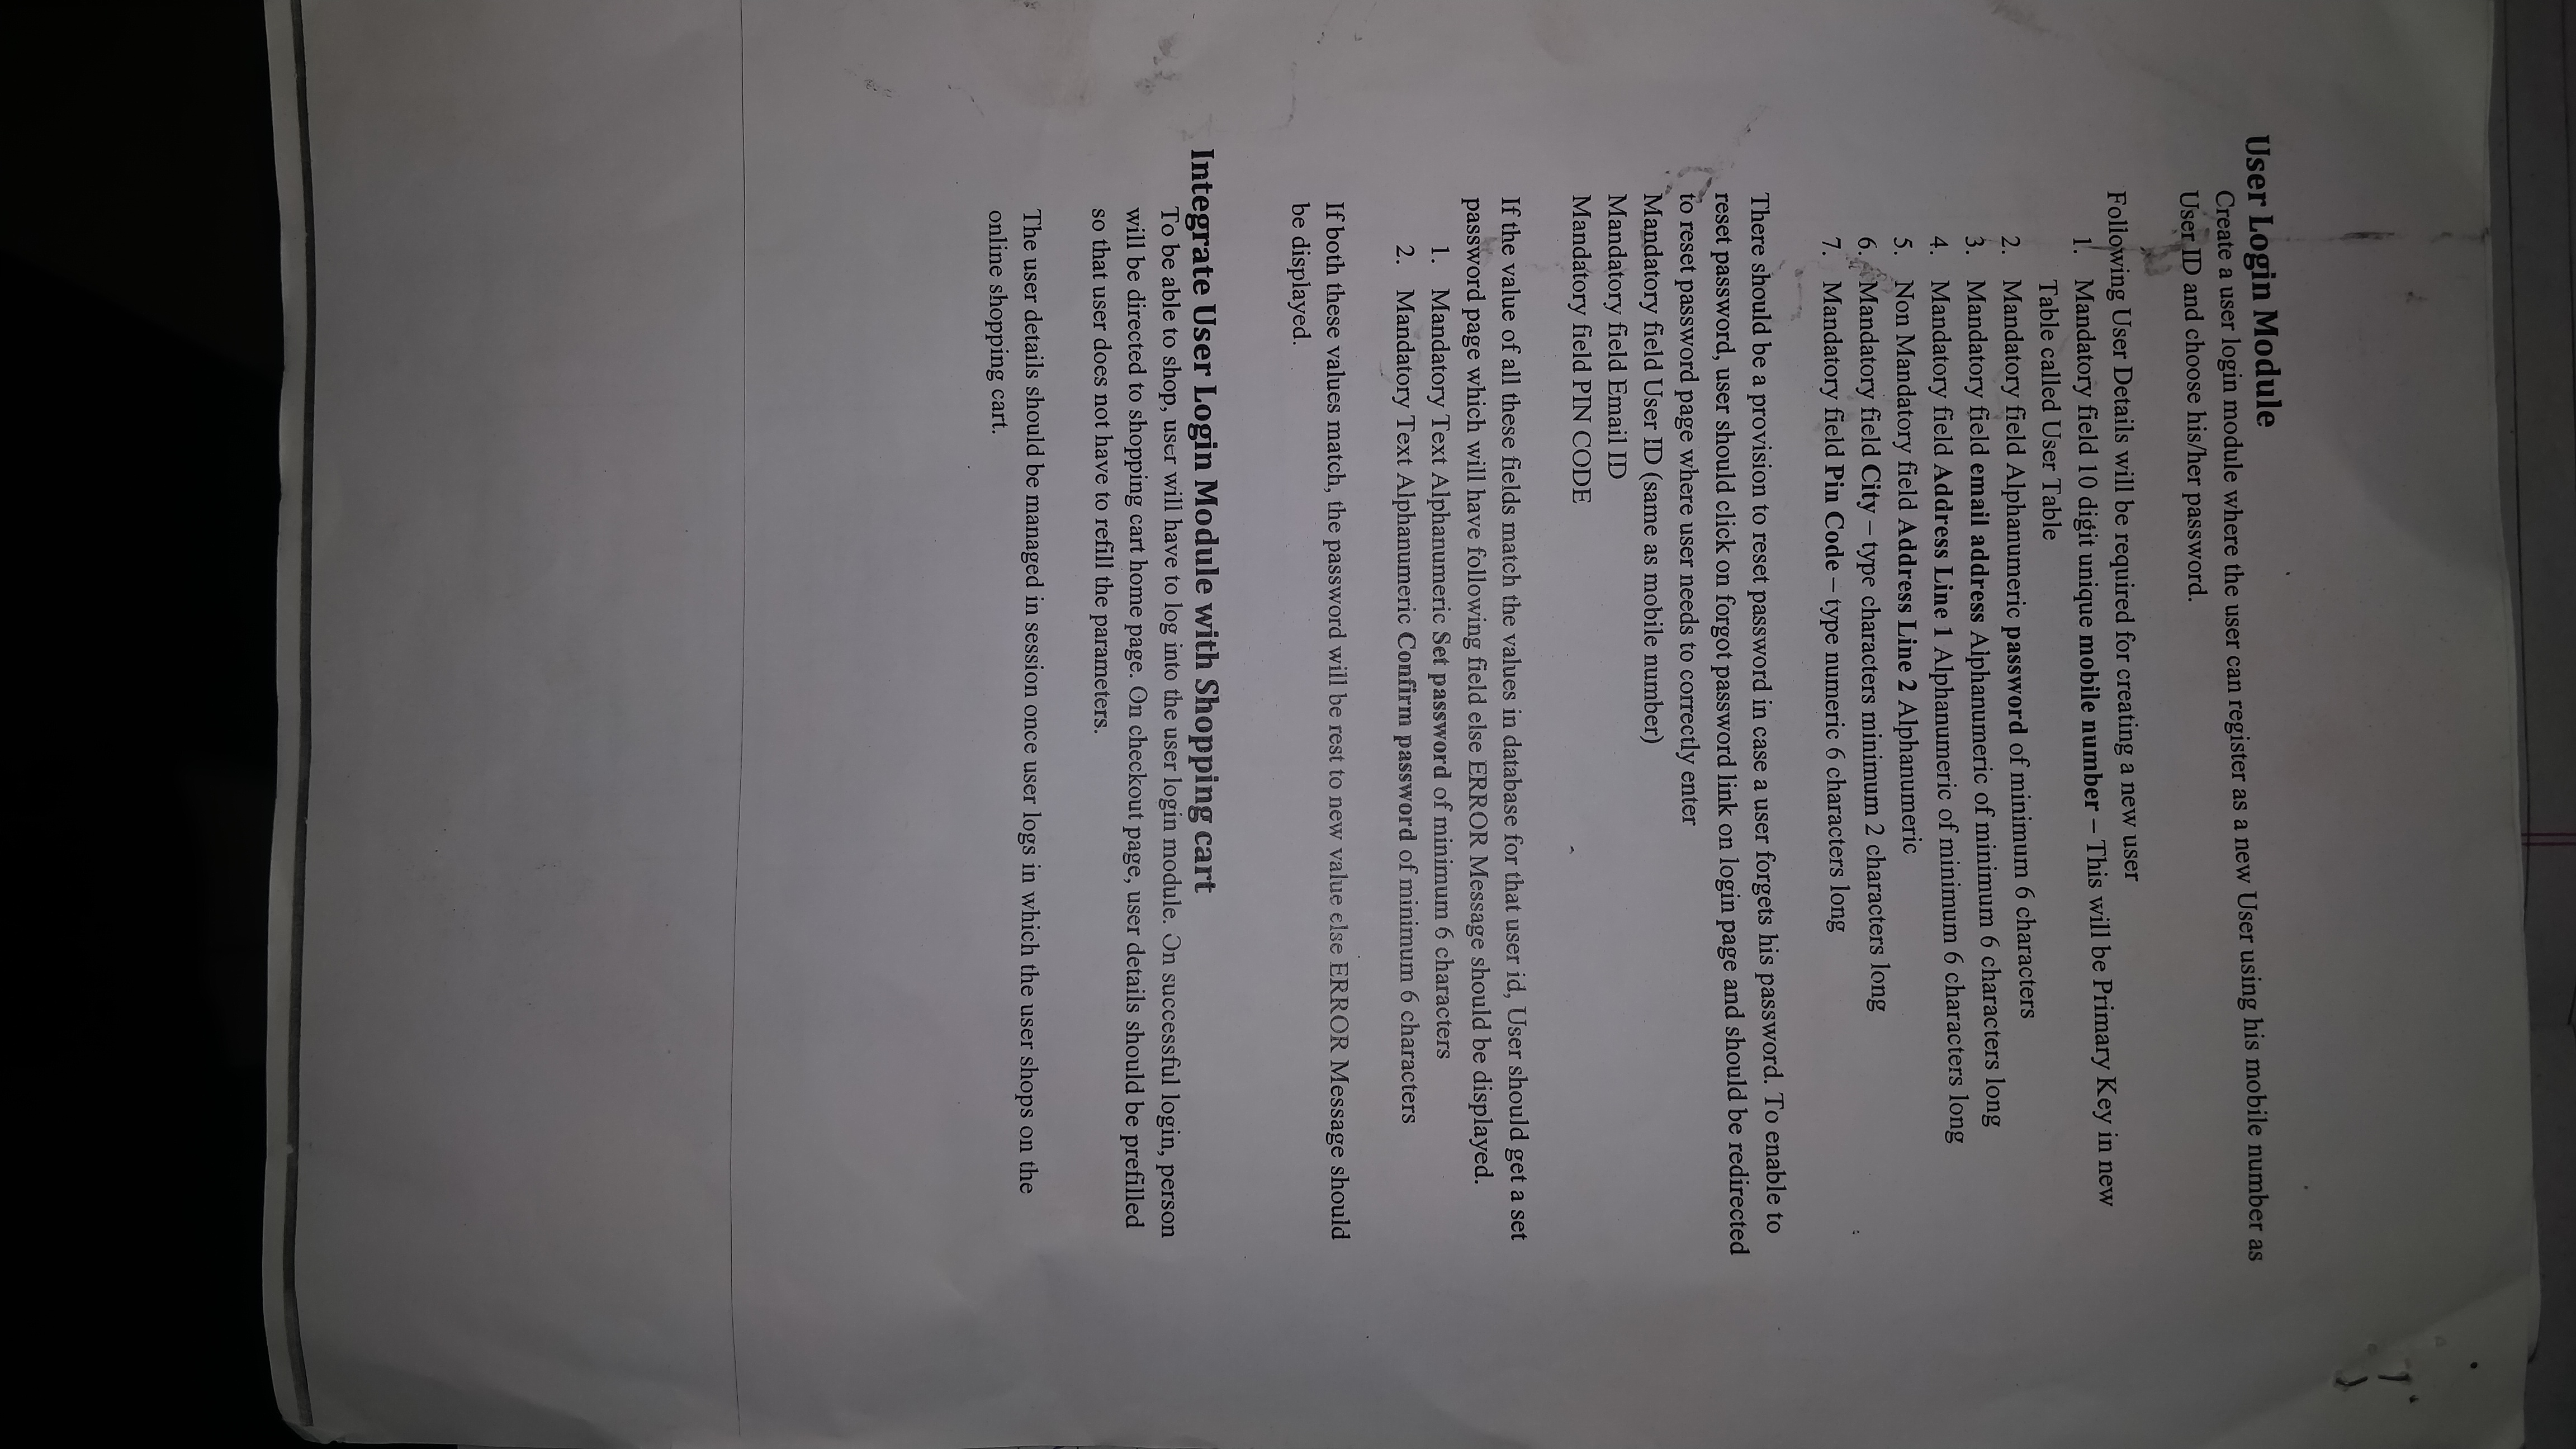 User Login Module
Create a user login module where the user can register as a new User using his mobile number as
User ID and choose his/her password.
Following User Details will be required for creating a new user
1. Mandatory field 10 digit unique mobile number – This will be Primary Key in new
Table called User Table
2. Mandatory field Alphanumeric password of minimum 6 characters
3. Mandatory field email address Alphanumeric of minimum 6 characters long
4. Mandatory field Address Line 1 Alphanumeric of minimum 6 characters long
5. Non Mandatory field Address Line 2 Alphanumeric
6. Mandatory field City – type characters minimum 2 characters long
7. Mandatory field Pin Code – type numeric 6 characters long
There should be a provision to reset password in case a user forgets his password. To enable to
reset password, user should click on forgot password link on login page and should be redirected
to reset password page where user needs to correctly enter
Mandatory field User ID (same as mobile number)
Mandatory field Email ID
Mandatory field PIN CODE
If the value of all these fields match the values in database for that user id, User should get a set
password page which will have following field else ERROR Message should be displayed.
1. Mandatory Text Alphanumeric Set password of minimum 6 characters
2. Mandatory Text Alphanumeric Confirm password of minimum 6 characters
If both these values match, the password will be rest to new value else ERROR Message should
be displayed.
Integrate User Login Module with Shopping cart
To be able to shop, user will have to log into the user login module. On successful login, person
will be directed to shopping cart home page. On checkout page, user details should be prefilled
so that user does not have to refill the parameters.
The user details should be managed in session once user logs in which the user shops on the
online shopping cart.